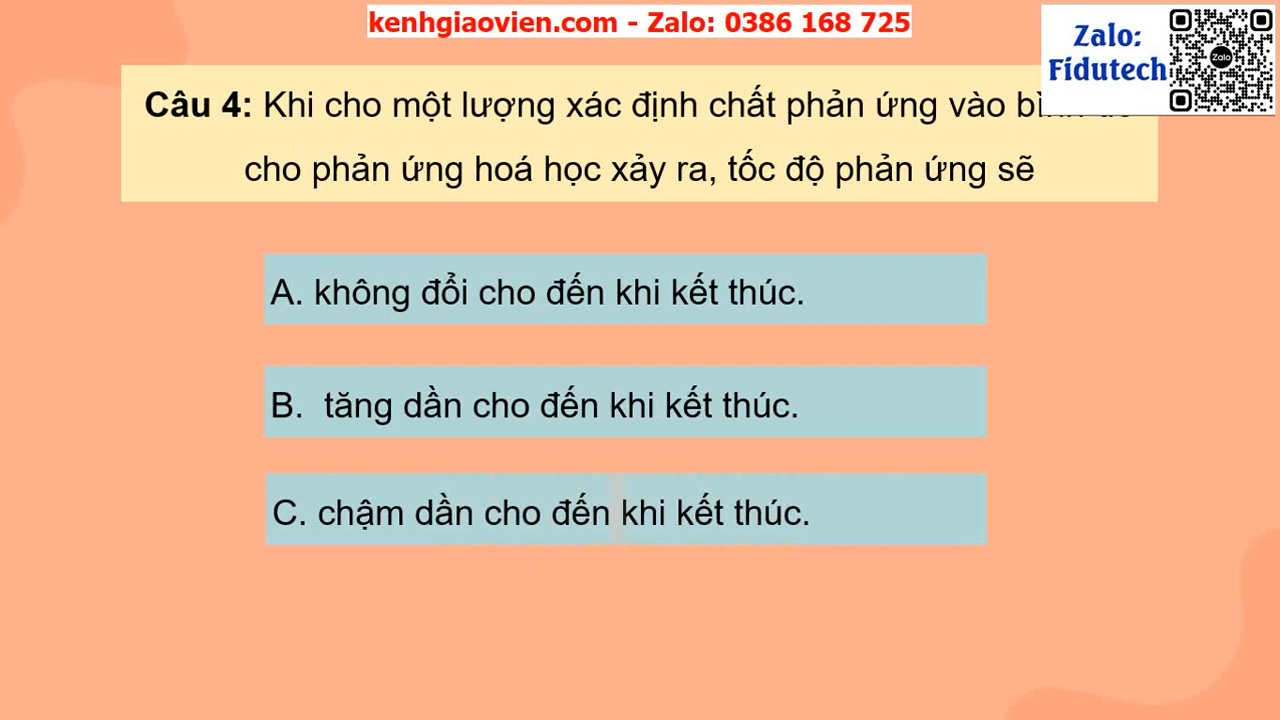 kenhgiaovien.com - Zalo: 0386 168 725
Zalo:
Fidutech
Zalo
Câu 4: Khi cho một lượng xác định chất phản ứng vào
cho phản ứng hoá học xảy ra, tốc độ phản ứng sẽ
A. không đổi cho đến khi kết thúc.
B. tăng dần cho đến khi kết thúc.
C. chậm dần cho đến khi kết thúc.